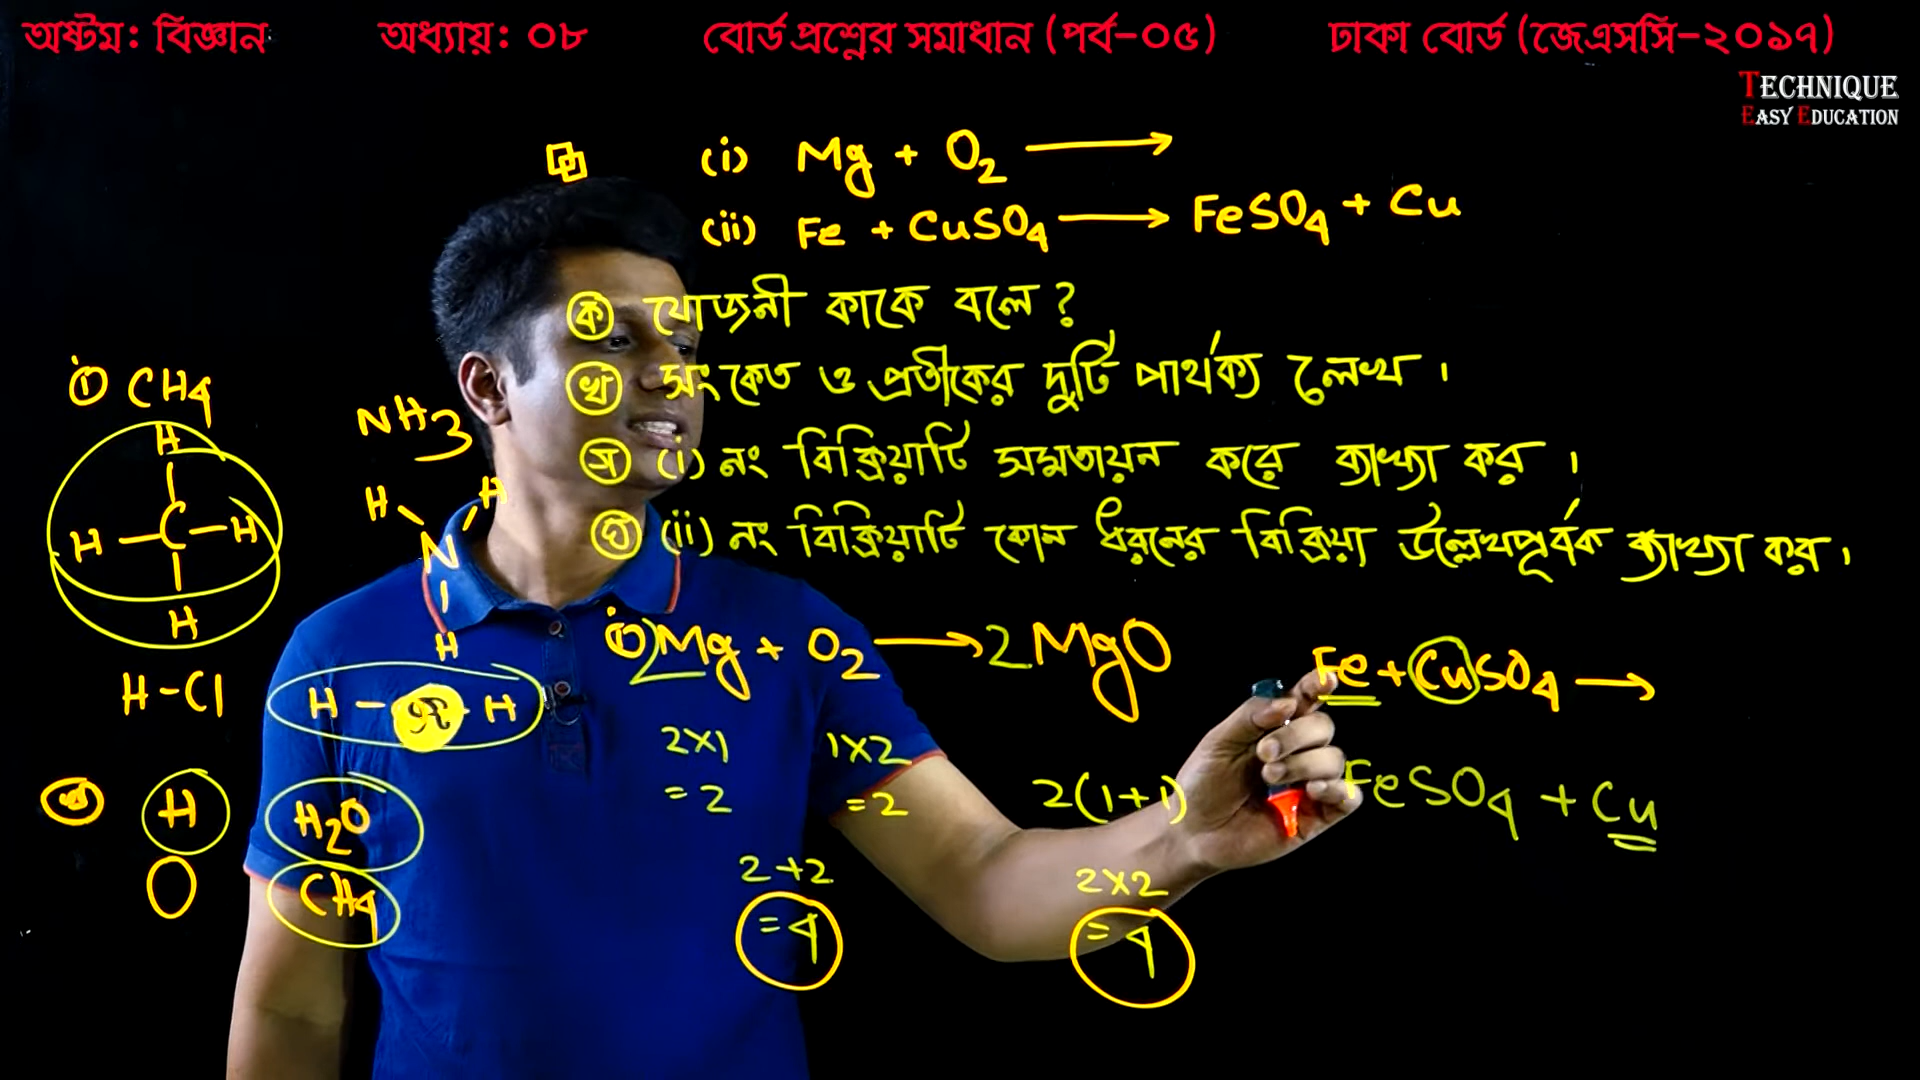 অষ্টম: বিজ্ঞান অধ্যায়: ০৮ বোর্ড প্রশ্নের সমাধান (পর্ব-০৫) ঢাকা বোর্ড (জেএসসি-২০১৭)
TECHNIQUE
EASY EDUCATION
(i) Mg + O₂ ⟶
(ii) Fe + CuSO₄ ⟶ FeSO₄ + Cu
ক যোজনী কাকে বলে ?
খ সংকেত ও প্রতীকের দুটি পার্থক্য লেখ ।
গ (i) নং বিক্রিয়াটি সমতায়ন করে ব্যাখ্যা কর ।
ঘ (ii) নং বিক্রিয়াটি কোন ধরনের বিক্রিয়া উল্লেখপূর্বক ব্যাখ্যা কর ।
i CH₄
H
H – C – H
H
NH₃
H H
N
H
H – Cl
H – – H
খ H H₂O
O CH₄
i 2Mg + O₂ ⟶ 2MgO
2×1 1×2
= 2 = 2 2(1+1)
2+2 2×2
= 4 = 4
Fe + CuSO₄ ⟶
FeSO₄ + Cu